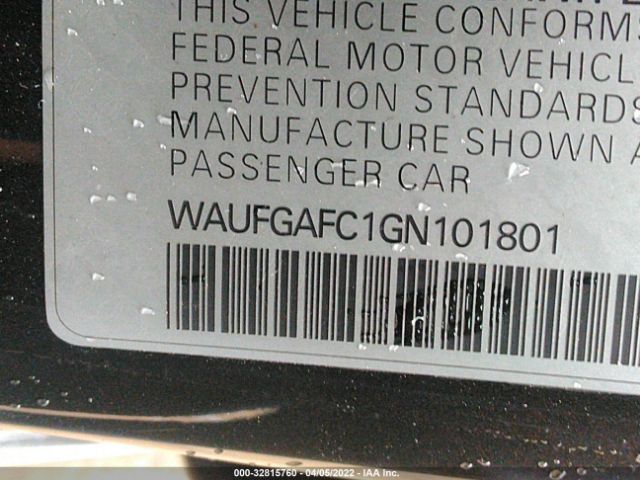 THIS VEHICLE CONFORMS
FEDERAL MOTOR VEHICL
PREVENTION STANDARDS
MANUFACTURE SHOWN A
PASSENGER CAR
WAUFGAFC1GN101801
000-32815760 - 04/05/2022 - IAA Inc.